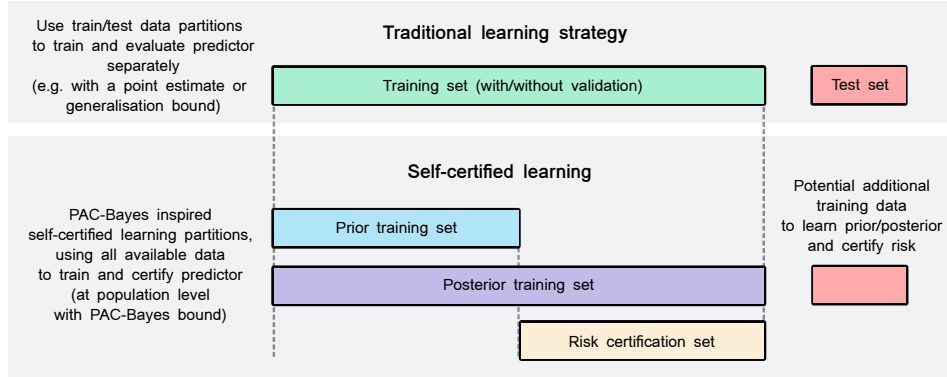 Use train/test data partitions
to train and evaluate predictor
separately
(e.g. with a point estimate or
generalisation bound)
Traditional learning strategy
Training set (with/without validation)
Test set
Self-certified learning
PAC-Bayes inspired
self-certified learning partitions,
using all available data
to train and certify predictor
(at population level
with PAC-Bayes bound)
Prior training set
Posterior training set
Risk certification set
Potential additional
training data
to learn prior/posterior
and certify risk